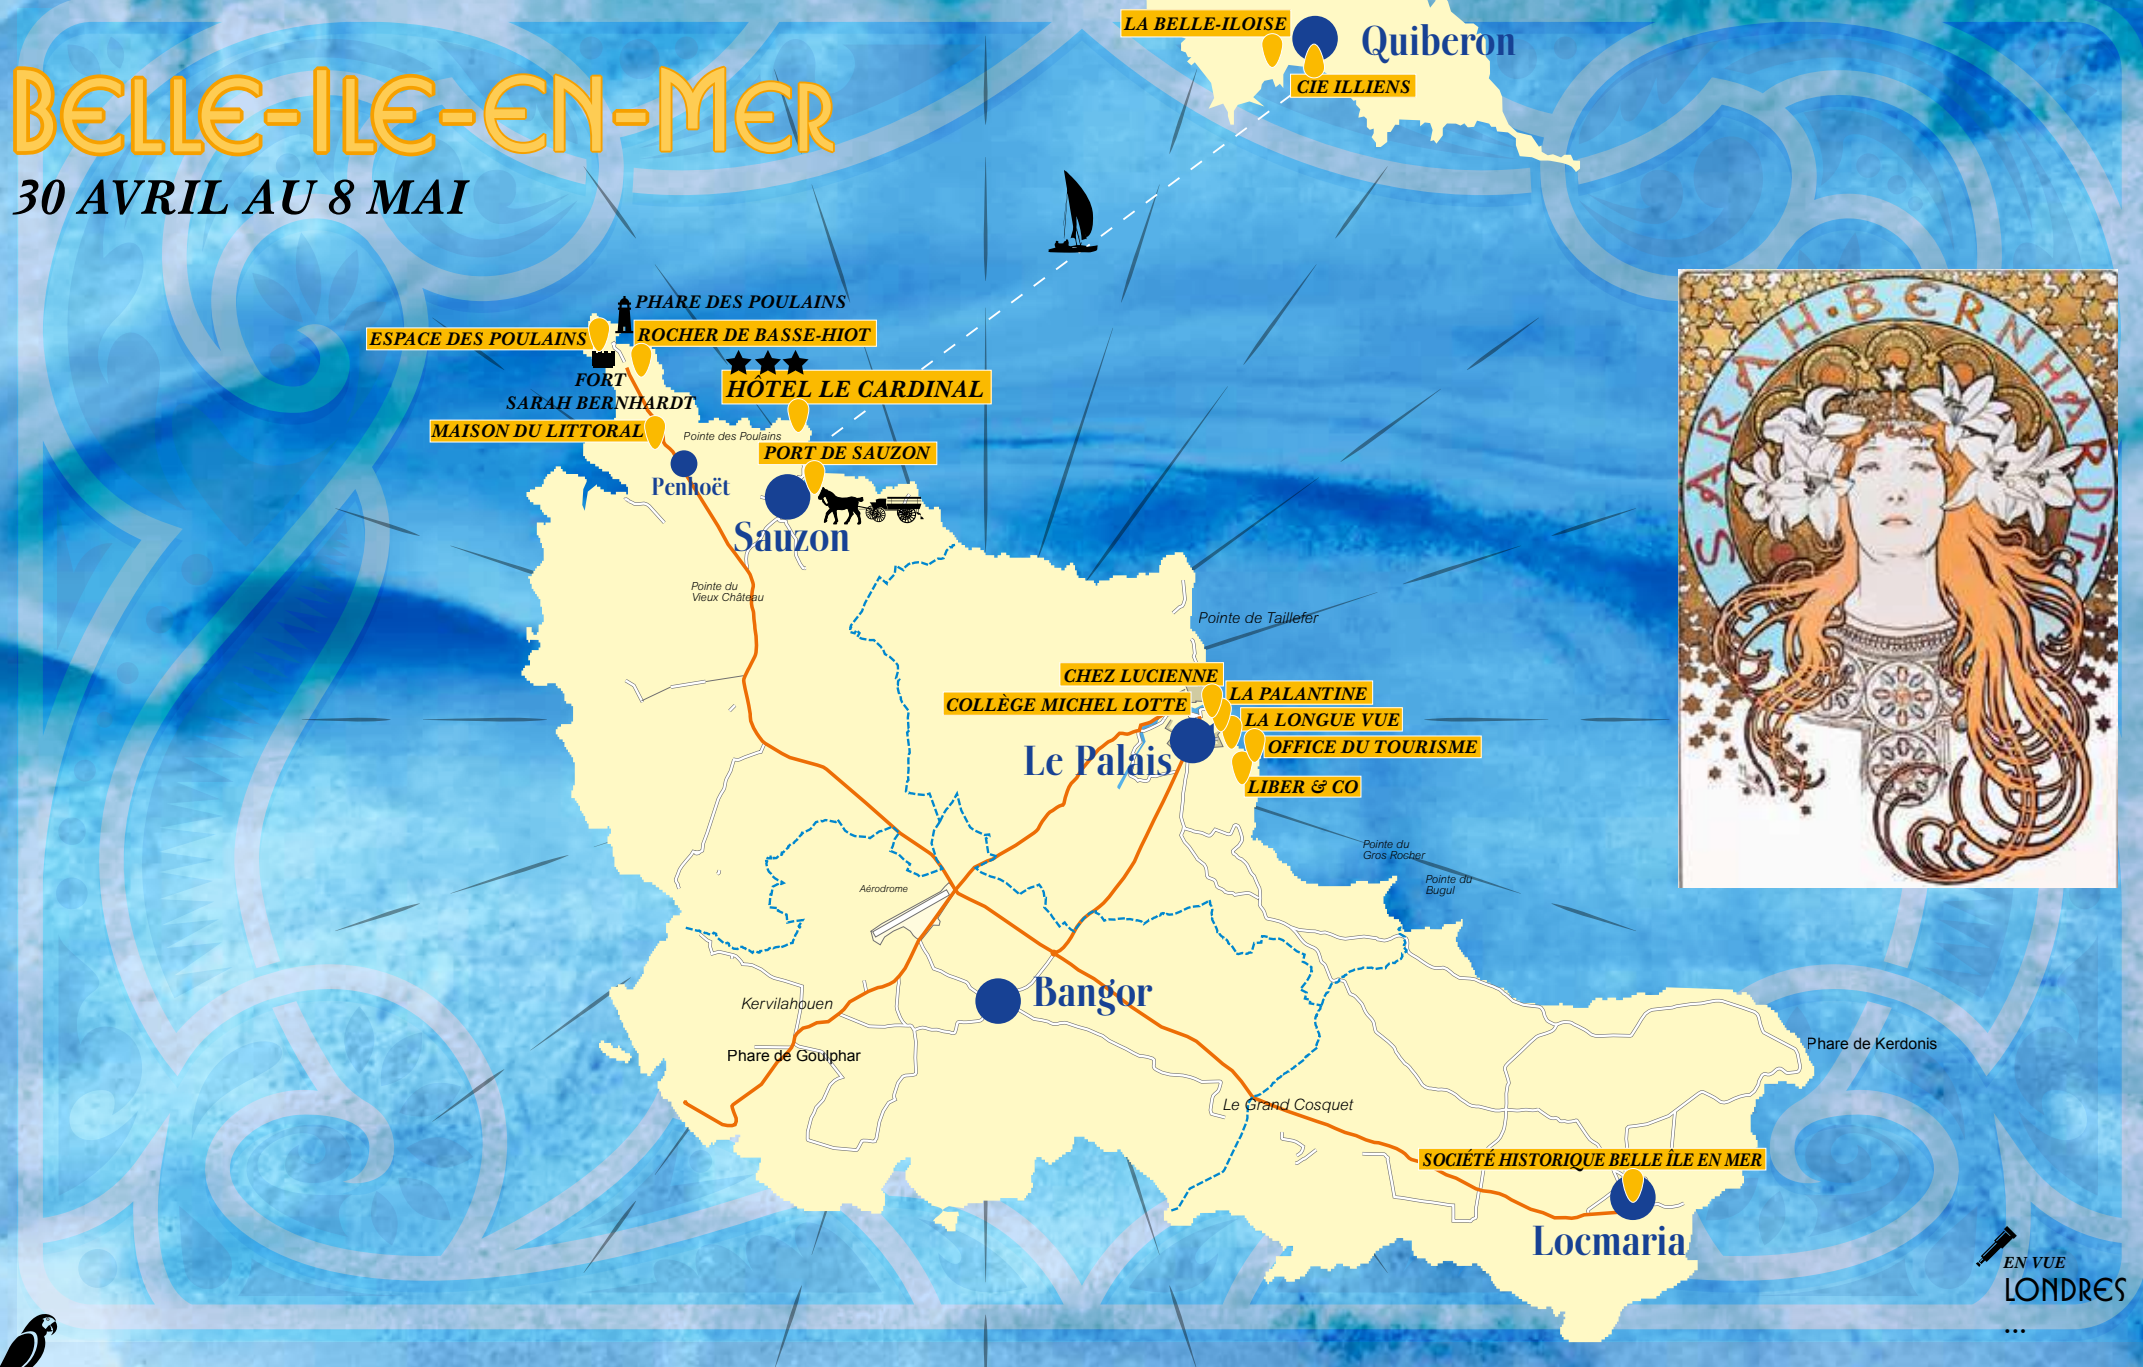 BELLE-ILE-EN-MER
30 AVRIL AU 8 MAI
LA BELLE-ILOISE
Quiberon
CIE ILLIENS
PHARE DES POULAINS
ESPACE DES POULAINS
ROCHER DE BASSE-HIOT
FORT
SARAH BERNHARDT
HÔTEL LE CARDINAL
MAISON DU LITTORAL
Pointe des Poulains
PORT DE SAUZON
Penhoët
Sauzon
Pointe du
Vieux Château
SARAH·BERNHARDT
Pointe de Taillefer
CHEZ LUCIENNE
LA PALANTINE
COLLÈGE MICHEL LOTTE
LA LONGUE VUE
OFFICE DU TOURISME
Le Palais
LIBER & CO
Pointe du
Gros Rocher
Pointe du
Bugul
Aérodrome
Bangor
Kervilahouen
Phare de Goulphar
Phare de Kerdonis
Le Grand Cosquet
SOCIÉTÉ HISTORIQUE BELLE ÎLE EN MER
Locmaria
EN VUE
LONDRES
...